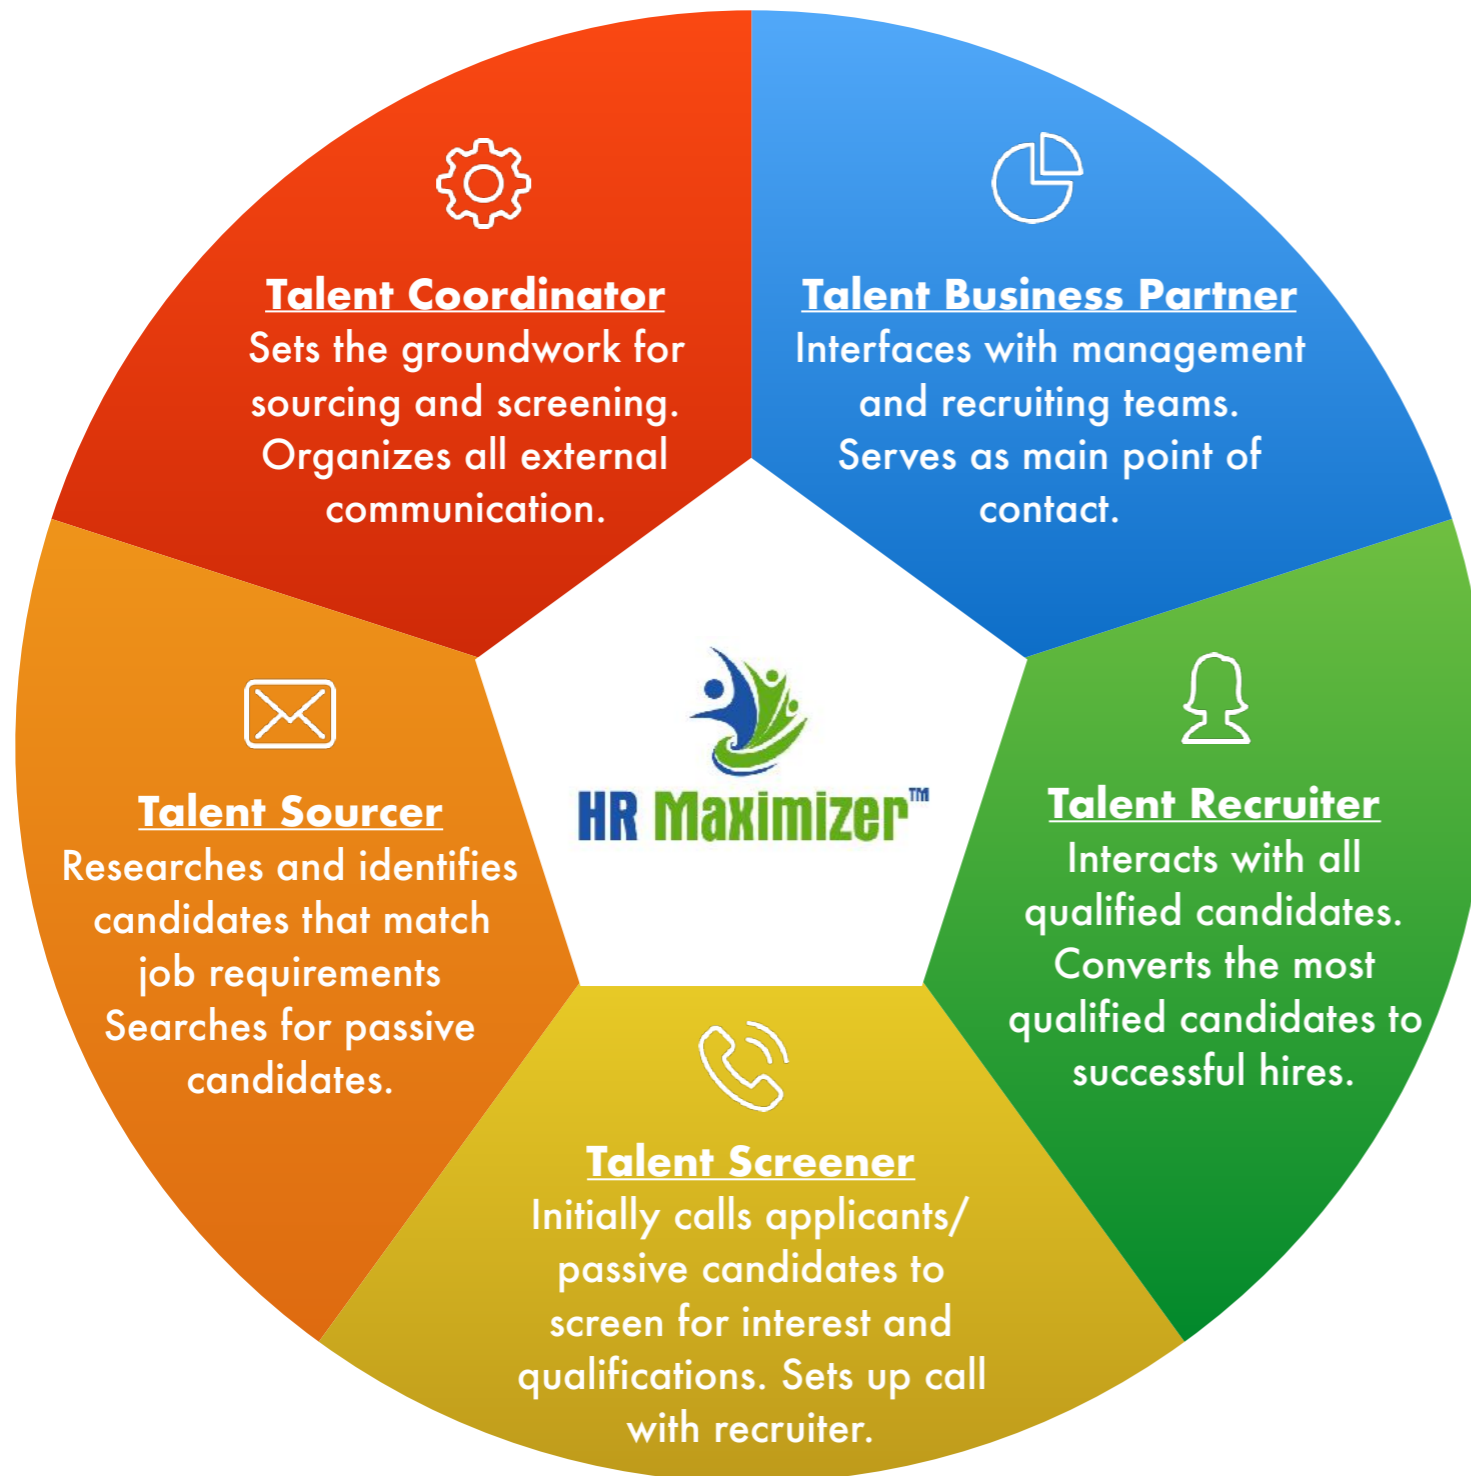 Talent Coordinator
Sets the groundwork for
sourcing and screening.
Organizes all external
communication.
Talent Business Partner
Interfaces with management
and recruiting teams.
Serves as main point of
contact.
Talent Sourcer
Researches and identifies
candidates that match
job requirements
Searches for passive
candidates.
HR Maximizer™
Talent Recruiter
Interacts with all
qualified candidates.
Converts the most
qualified candidates to
successful hires.
Talent Screener
Initially calls applicants/
passive candidates to
screen for interest and
qualifications. Sets up call
with recruiter.